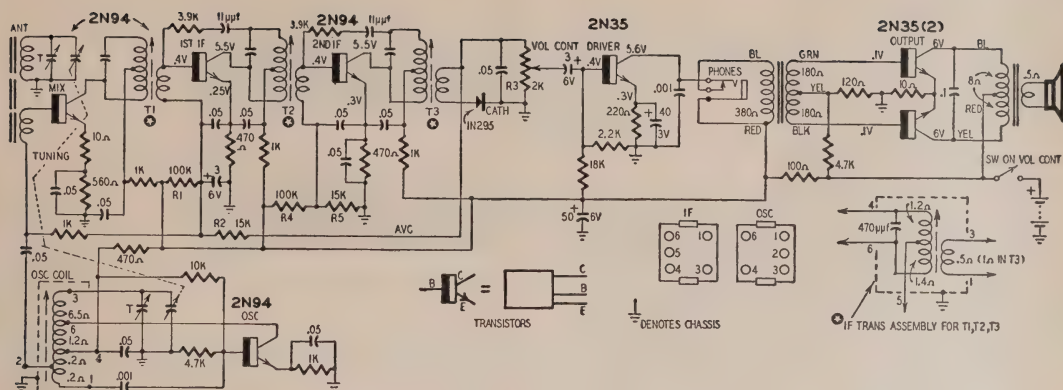 ANT
2N94
3.9K
11µµf
1ST IF
5.5V
.4V
.25V
2N94
3.9K
11µµf
2ND IF
5.5V
.4V
.3V
T
MIX
T1
T2
T3
.05
R3
2K
CATH
IN295
VOL CONT
DRIVER
2N35
3
6V
.4V
5.6V
.3V
220Ω
40
3V
.001
PHONES
380Ω
BL
RED
GRN
180Ω
YEL
180Ω
BLK
.1V
.1V
120Ω
10Ω
2N35(2)
OUTPUT
6V
6V
.1
BL
8Ω
RED
YEL
.5Ω
TUNING
10Ω
.05
560Ω
.05
1K
100K
R1
.05
3
6V
.05
470Ω
1K
.05
.05
.05
470Ω
1K
100K
R4
15K
R5
2.2K
18K
50
6V
100Ω
4.7K
SW ON VOL CONT
1K
R2 15K
AVC
470Ω
.05
10K
OSC COIL
3
6.5Ω
6
1.2Ω
.2Ω
.2Ω
2
4
1
T
.05
.001
4.7K
2N94
OSC
.05
1K
B
C
E
=
C
B
E
TRANSISTORS
DENOTES CHASSIS
IF
6 1
5
4 3
OSC
6 1
2
4 3
4
470µµf
6
5
1.2Ω
1.4Ω
3
.5Ω (1Ω IN T3)
1
IF TRANS ASSEMBLY FOR T1,T2,T3